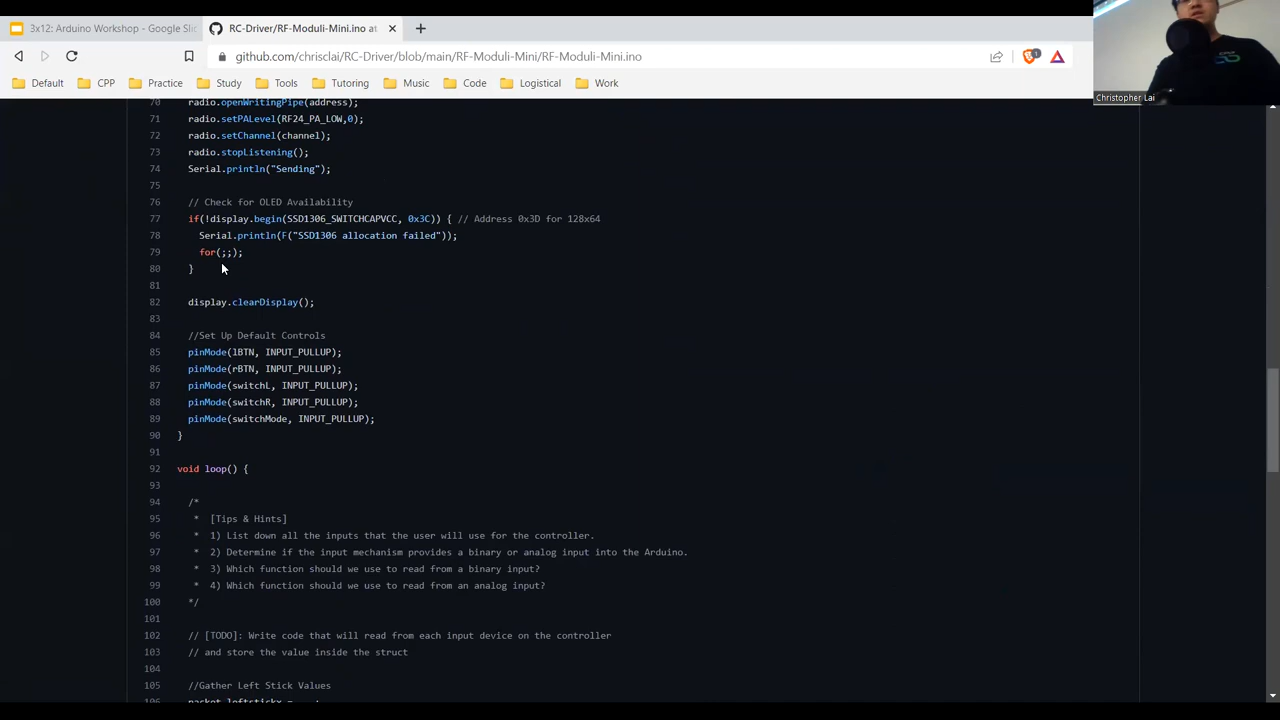 3x12: Arduino Workshop - Google Sli
RC-Driver/RF-Moduli-Mini.ino at
github.com/chrisclai/RC-Driver/blob/main/RF-Moduli-Mini/RF-Moduli-Mini.ino
1
Default CPP Practice Study Tools Tutoring Music Code Logistical Work
Christopher Lai
70 radio.openWritingPipe(address);
71 radio.setPALevel(RF24_PA_LOW,0);
72 radio.setChannel(channel);
73 radio.stopListening();
74 Serial.println("Sending");
75
76 // Check for OLED Availability
77 if(!display.begin(SSD1306_SWITCHCAPVCC, 0x3C)) { // Address 0x3D for 128x64
78 Serial.println(F("SSD1306 allocation failed"));
79 for(;;);
80 }
81
82 display.clearDisplay();
83
84 //Set Up Default Controls
85 pinMode(lBTN, INPUT_PULLUP);
86 pinMode(rBTN, INPUT_PULLUP);
87 pinMode(switchL, INPUT_PULLUP);
88 pinMode(switchR, INPUT_PULLUP);
89 pinMode(switchMode, INPUT_PULLUP);
90 }
91
92 void loop() {
93
94 /*
95 * [Tips & Hints]
96 * 1) List down all the inputs that the user will use for the controller.
97 * 2) Determine if the input mechanism provides a binary or analog input into the Arduino.
98 * 3) Which function should we use to read from a binary input?
99 * 4) Which function should we use to read from an analog input?
100 */
101
102 // [TODO]: Write code that will read from each input device on the controller
103 // and store the value inside the struct
104
105 //Gather Left Stick Values
106 packet.leftstickx =